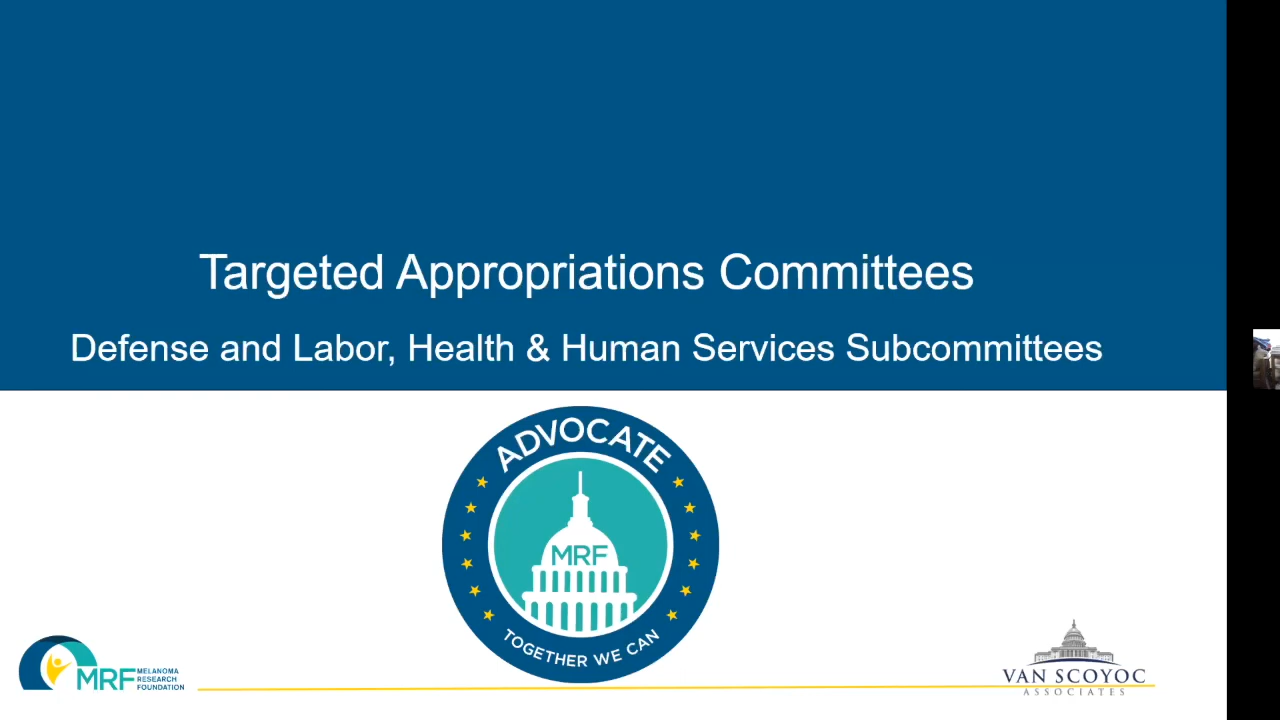 Targeted Appropriations Committees
Defense and Labor, Health & Human Services Subcommittees
ADVOCATE
MRF
TOGETHER WE CAN
MRF MELANOMA
RESEARCH
FOUNDATION
VAN SCOYOC
ASSOCIATES